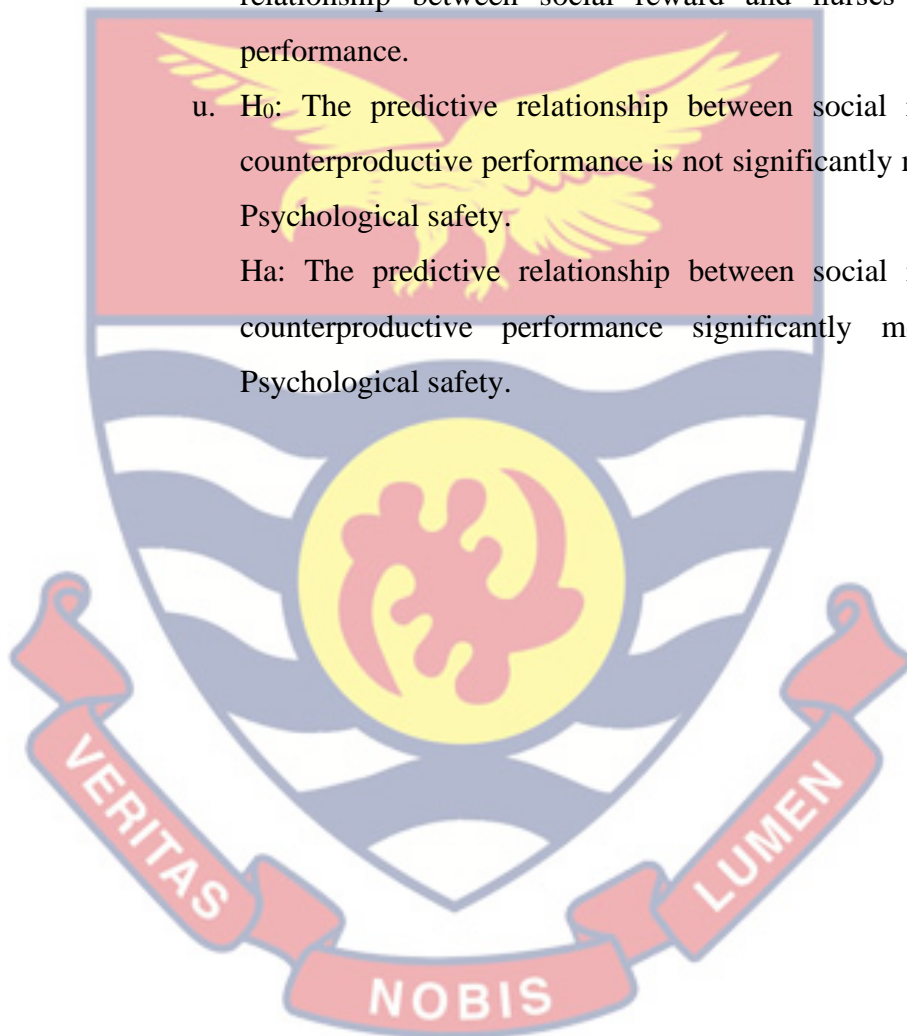 relationship between social reward and nurses
performance.
u. H₀: The predictive relationship between social
counterproductive performance is not significantly
Psychological safety.
Ha: The predictive relationship between social
counterproductive performance significantly
Psychological safety.
VERITAS
NOBIS
LUMEN